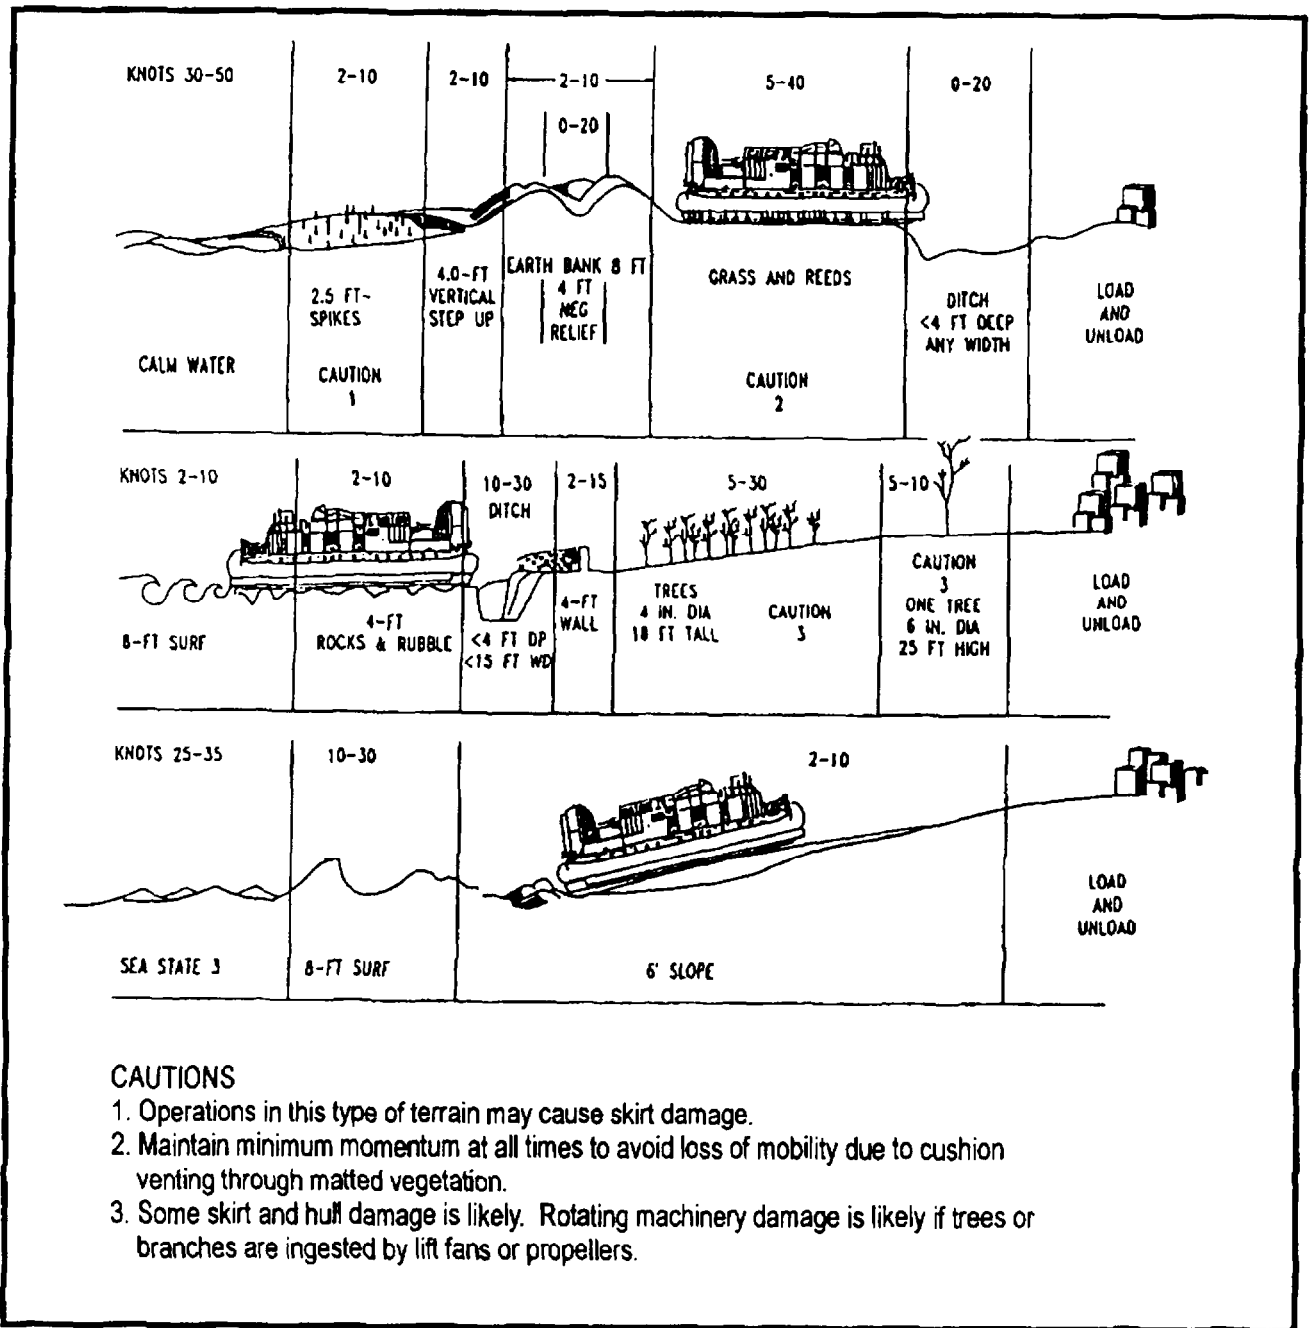 KNOTS 30-50
2-10
2-10
2-10
5-40
0-20
0-20
2.5 FT-
SPIKES
CAUTION
1
4.0-FT
VERTICAL
STEP UP
EARTH BANK 8 FT
4 FT
NEG
RELIEF
GRASS AND REEDS
CAUTION
2
DITCH
<4 FT DEEP
ANY WIDTH
LOAD
AND
UNLOAD
CALM WATER
KNOTS 2-10
2-10
10-30
DITCH
2-15
5-30
5-10
8-FT SURF
4-FT
ROCKS & RUBBLE
<4 FT DP
<15 FT WD
4-FT
WALL
TREES
4 IN. DIA
18 FT TALL
CAUTION
3
CAUTION
3
ONE TREE
6 IN. DIA
25 FT HIGH
LOAD
AND
UNLOAD
KNOTS 25-35
10-30
2-10
SEA STATE 3
8-FT SURF
6' SLOPE
LOAD
AND
UNLOAD
CAUTIONS
1. Operations in this type of terrain may cause skirt damage.
2. Maintain minimum momentum at all times to avoid loss of mobility due to cushion
venting through matted vegetation.
3. Some skirt and hull damage is likely. Rotating machinery damage is likely if trees or
branches are ingested by lift fans or propellers.